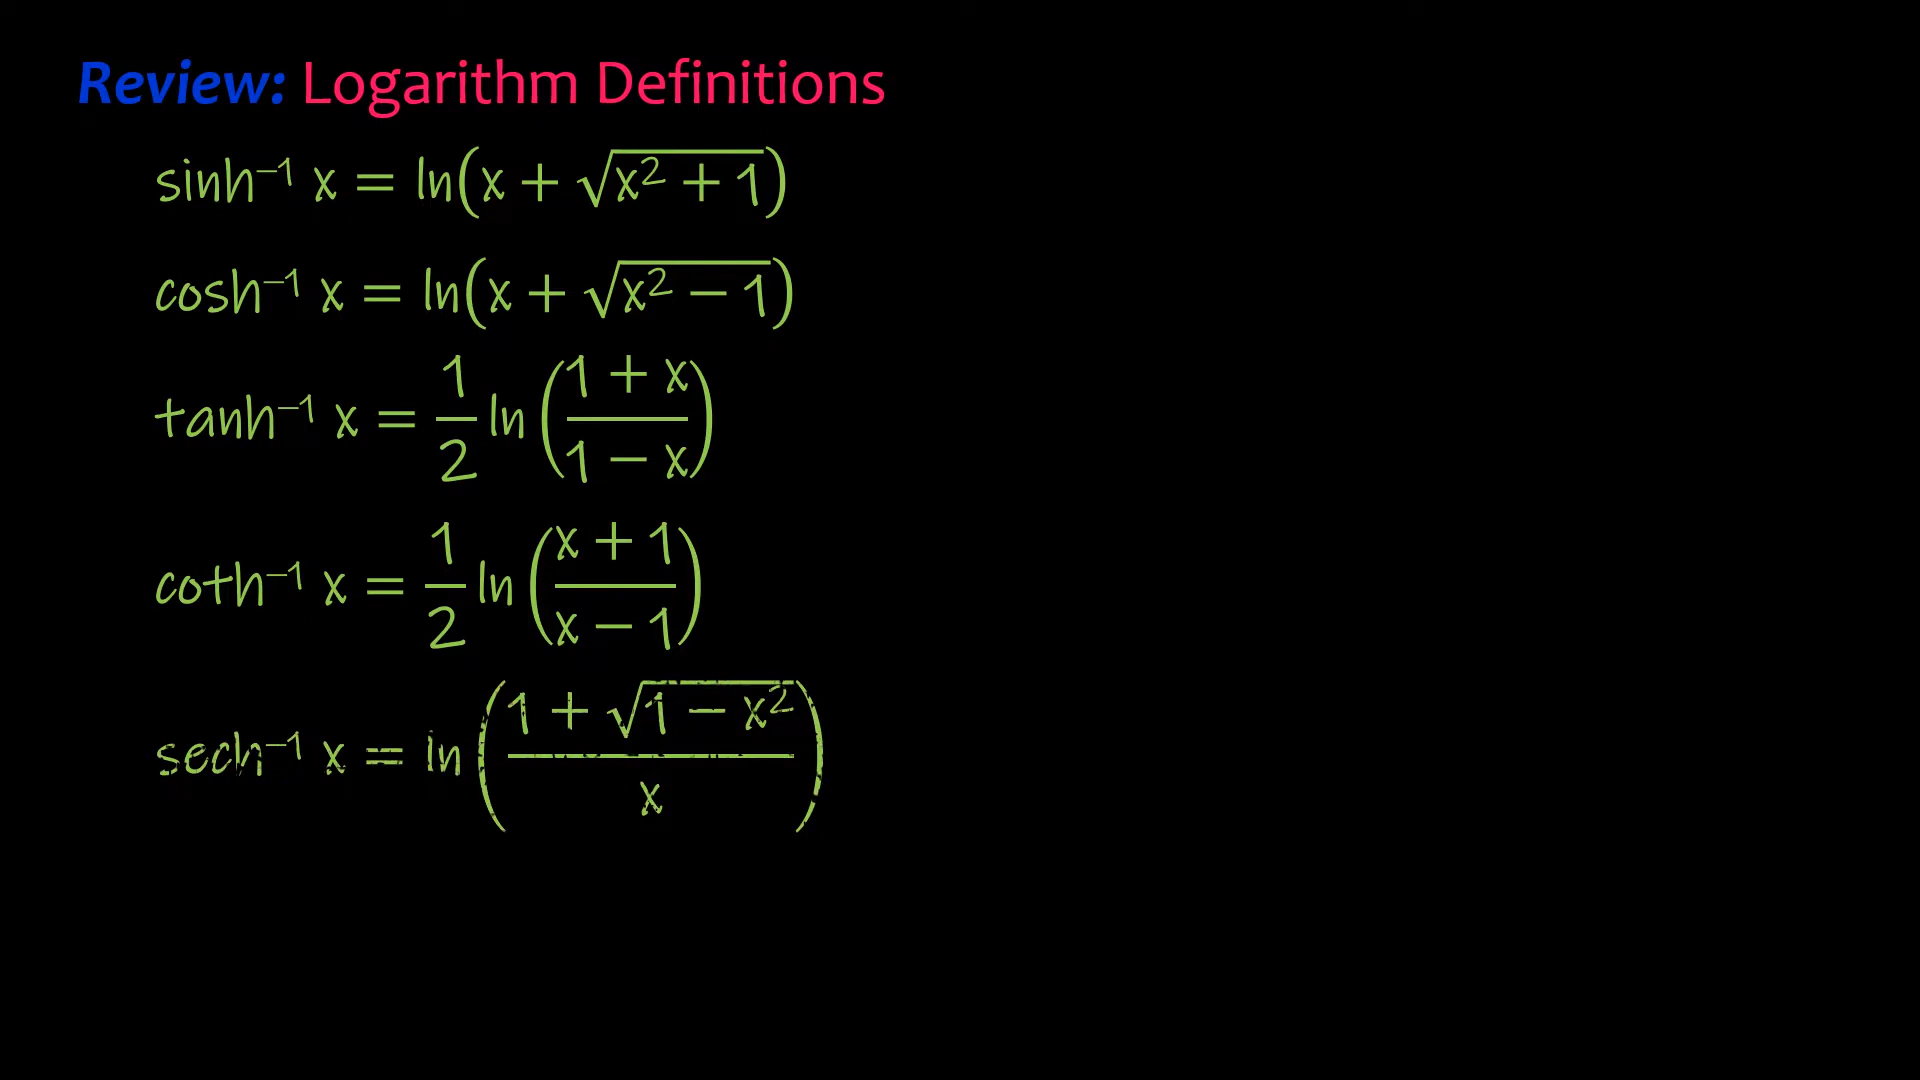 Review: Logarithm Definitions
sinh⁻¹ x = ln(x + √(x² + 1))
cosh⁻¹ x = ln(x + √(x² − 1))
tanh⁻¹ x = 1/2 ln((1 + x)/(1 − x))
coth⁻¹ x = 1/2 ln((x + 1)/(x − 1))
sech⁻¹ x = ln((1 + √(1 − x²))/x)